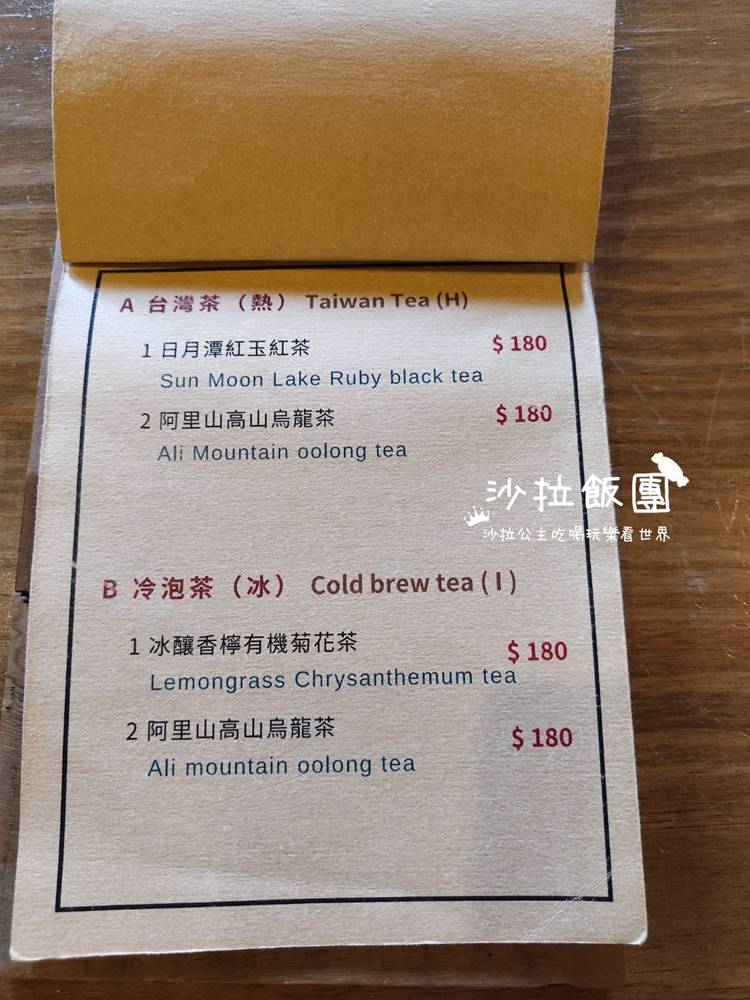 A 台灣茶（熱） Taiwan Tea (H)
1 日月潭紅玉紅茶 $ 180
Sun Moon Lake Ruby black tea
2 阿里山高山烏龍茶 $ 180
Ali Mountain oolong tea
沙拉飯團
沙拉公主吃喝玩樂看世界
B 冷泡茶（冰） Cold brew tea ( I )
1 冰釀香檸有機菊花茶 $ 180
Lemongrass Chrysanthemum tea
2 阿里山高山烏龍茶 $ 180
Ali mountain oolong tea